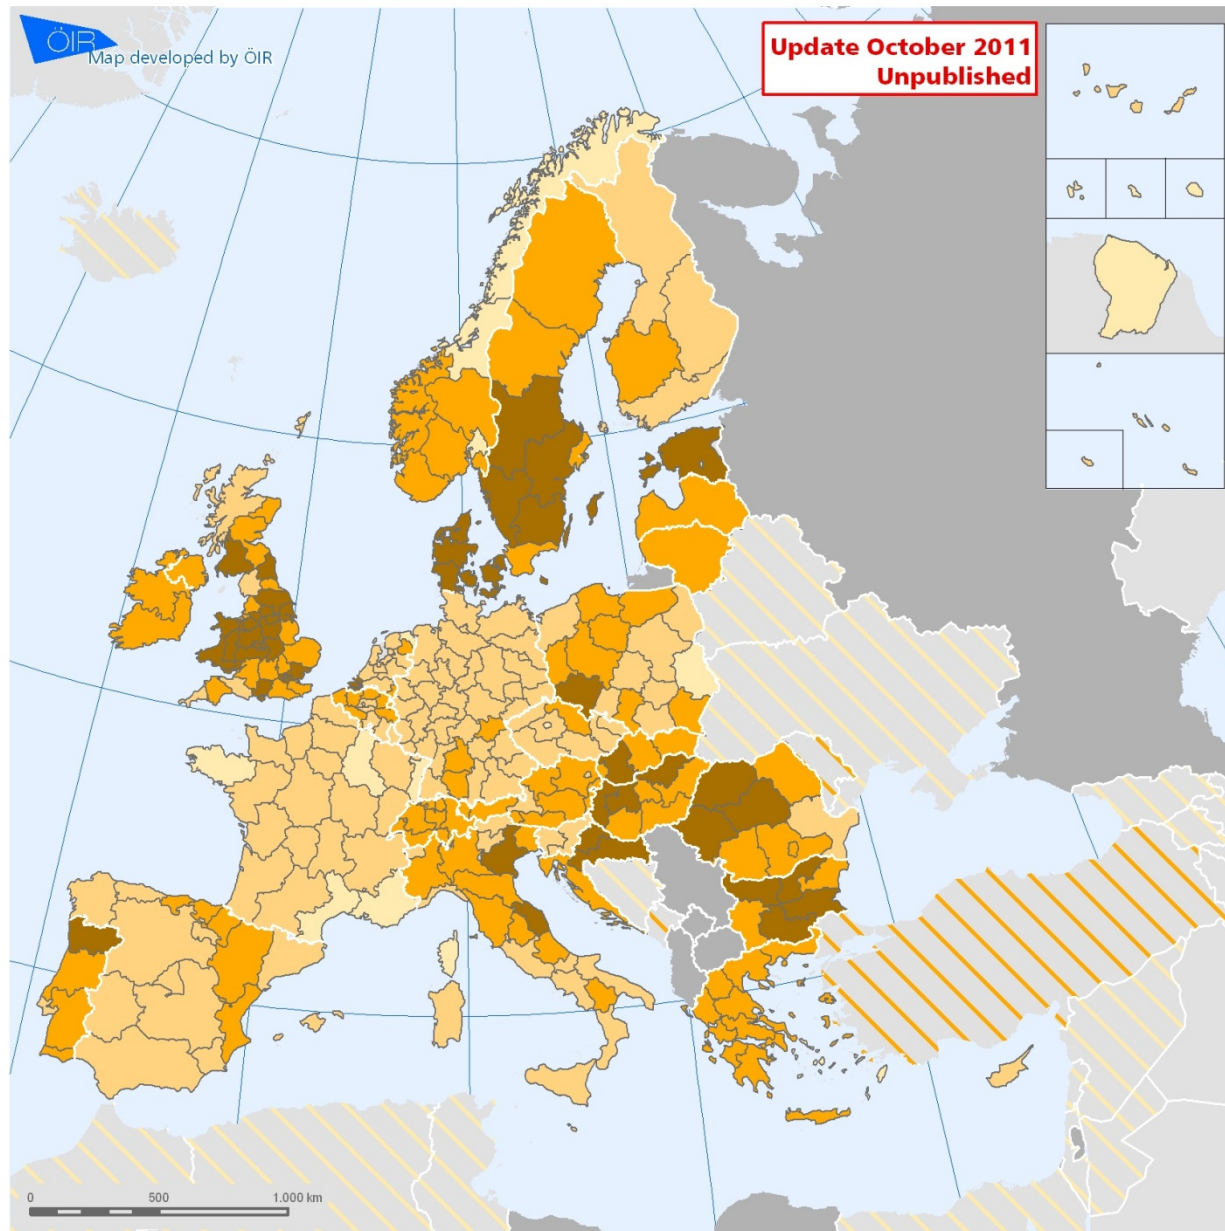 ÖIR
Map developed by ÖIR
Update October 2011
Unpublished
0 500 1.000 km